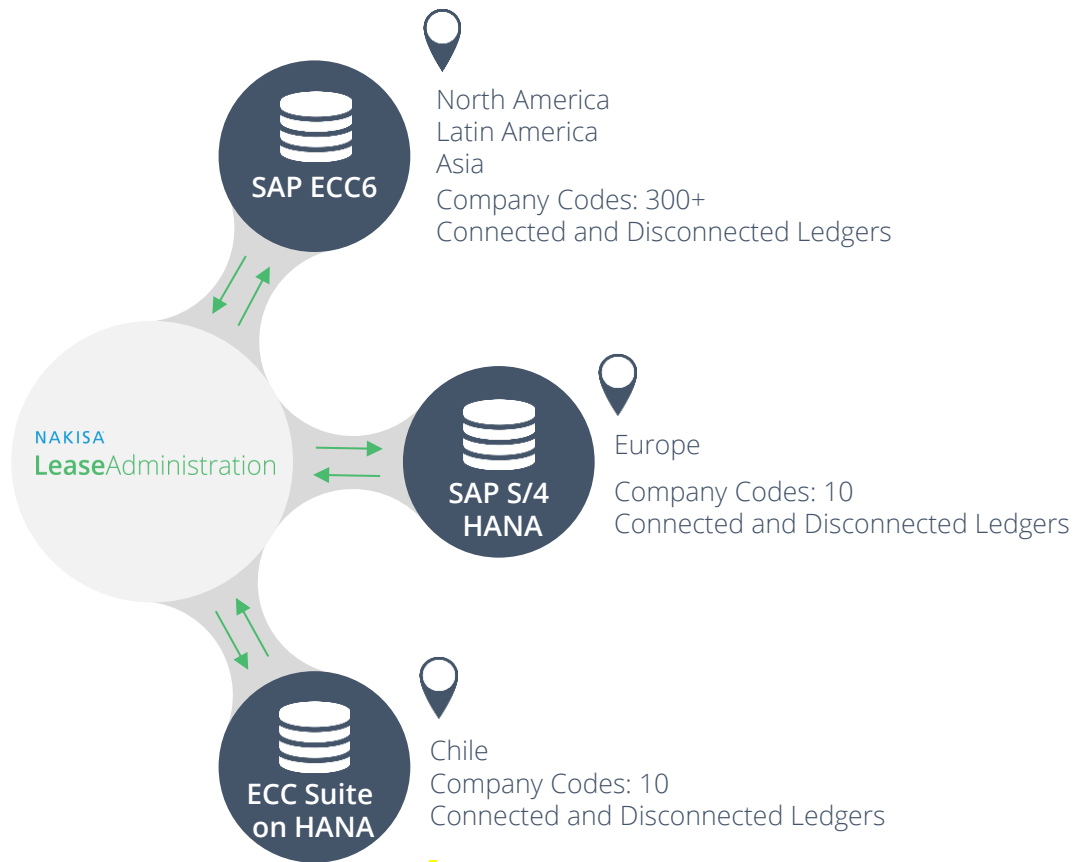 North America
Latin America
Asia
Company Codes: 300+
Connected and Disconnected Ledgers
SAP ECC6
NAKISA
LeaseAdministration
SAP S/4
HANA
Europe
Company Codes: 10
Connected and Disconnected Ledgers
ECC Suite
on HANA
Chile
Company Codes: 10
Connected and Disconnected Ledgers